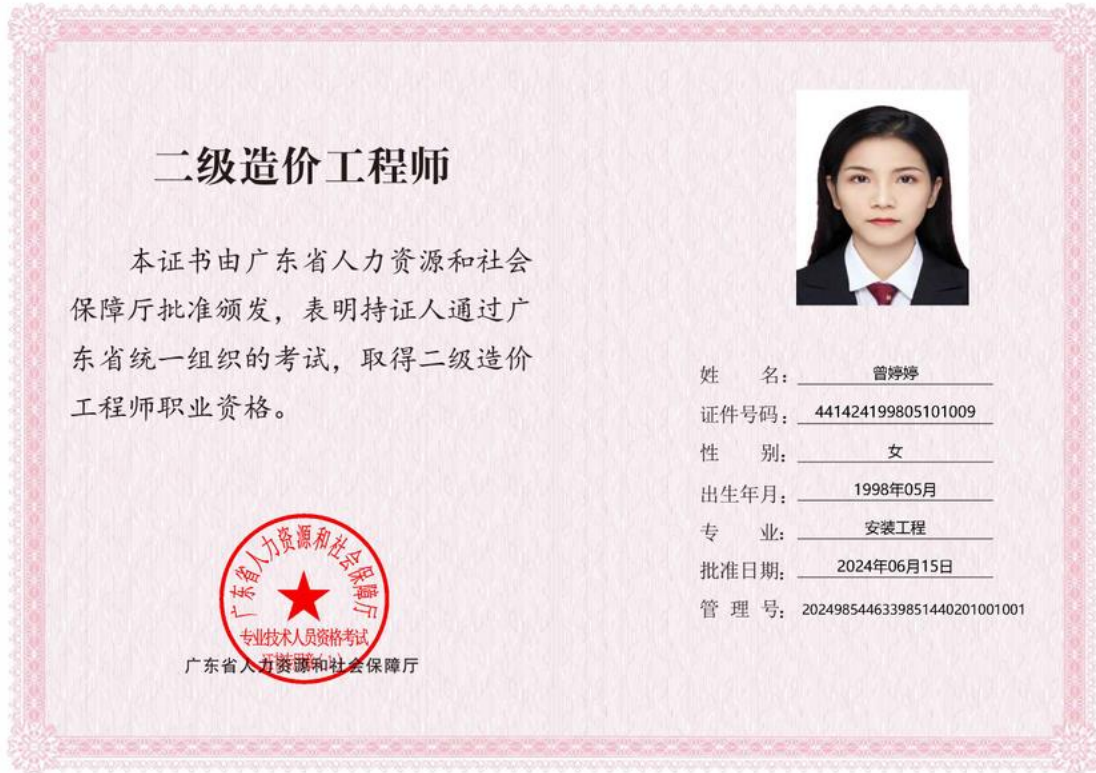 二级造价工程师
本证书由广东省人力资源和社会
保障厅批准颁发，表明持证人通过广
东省统一组织的考试，取得二级造价
工程师职业资格。
广东省人力资源和社会保障厅
专业技术人员资格考试
广东省人力资源和社会保障厅
姓 名： 曾婷婷
证件号码： 441424199805101009
性 别： 女
出生年月： 1998年05月
专 业： 安装工程
批准日期： 2024年06月15日
管 理 号： 20249854463398514402010​01001